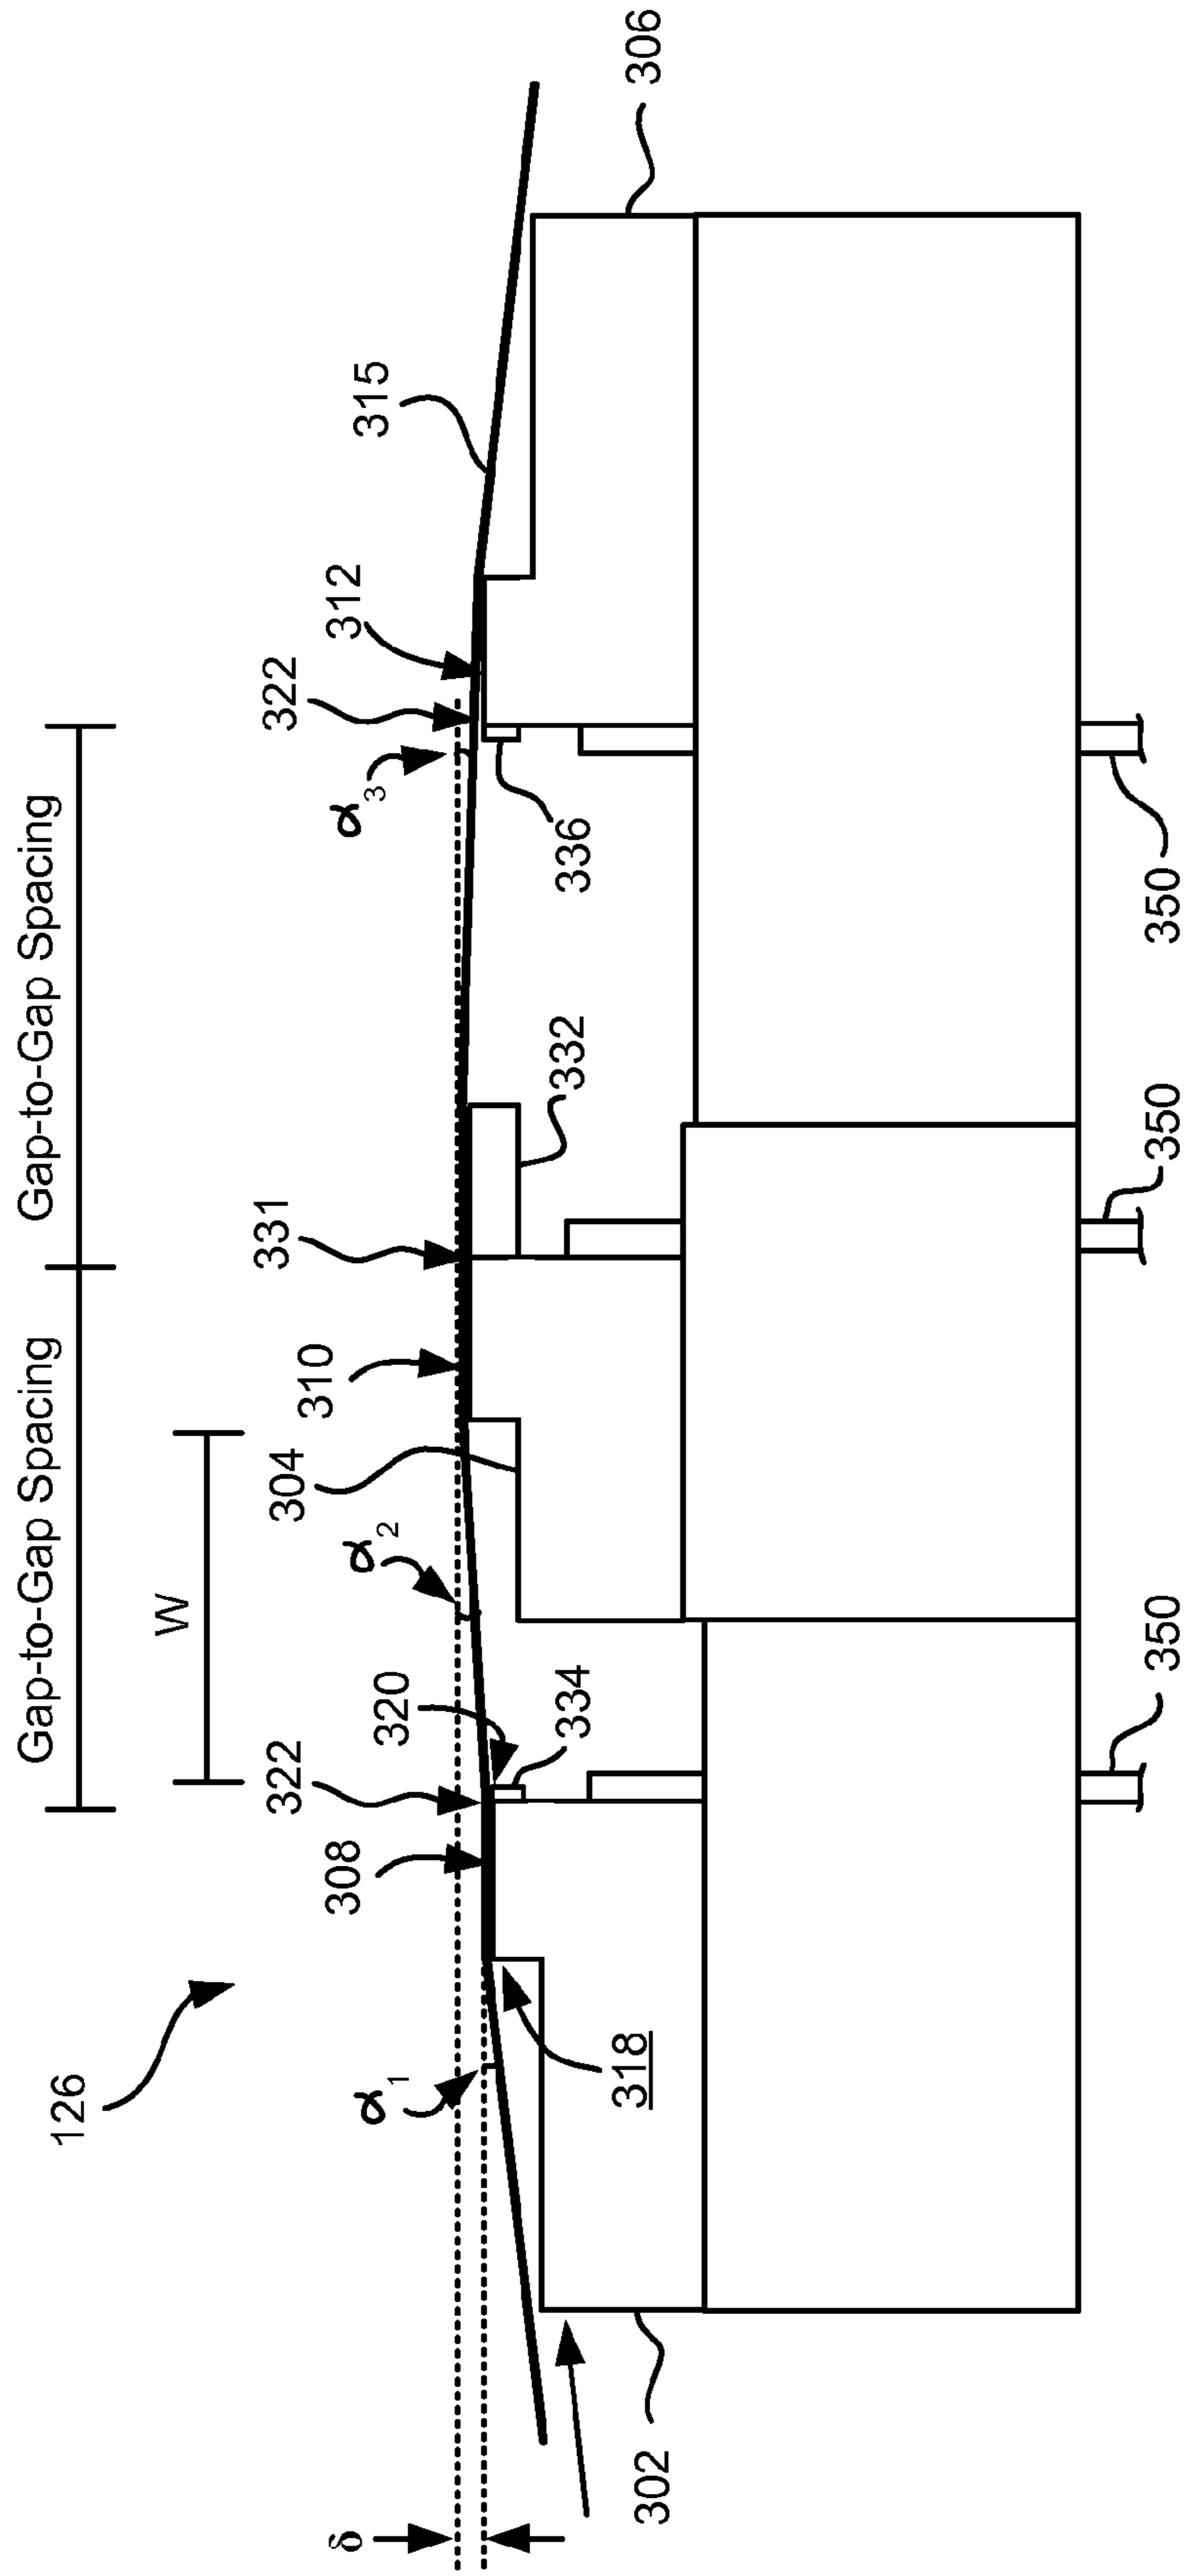 Gap-to-Gap Spacing
Gap-to-Gap Spacing
W
126
δ
α1
308
322
320
334
α2
304
310
331
332
α3
322
312
336
315
306
318
302
350
350
350